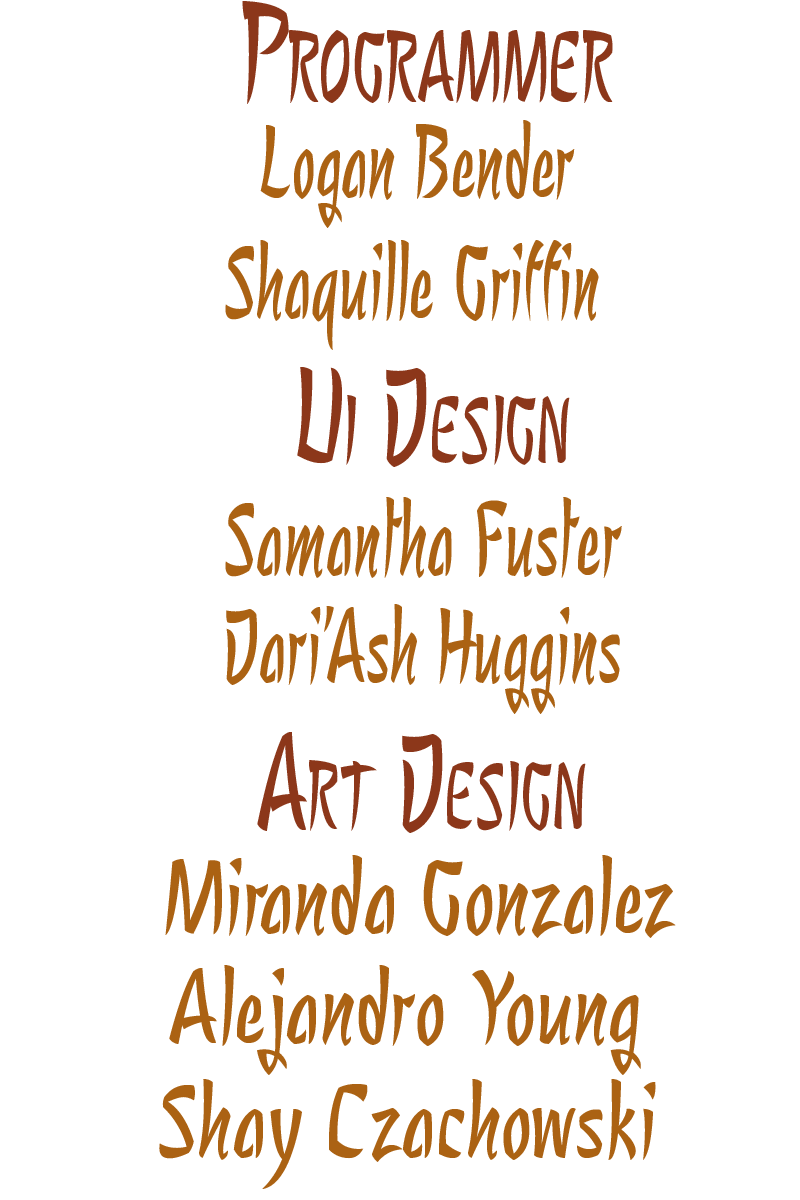 Programmer
Logan Bender
Shaquille Griffin
Ui Design
Samantha Fuster
Dari'Ash Huggins
Art Design
Miranda Gonzalez
Alejandro Young
Shay Czachowski